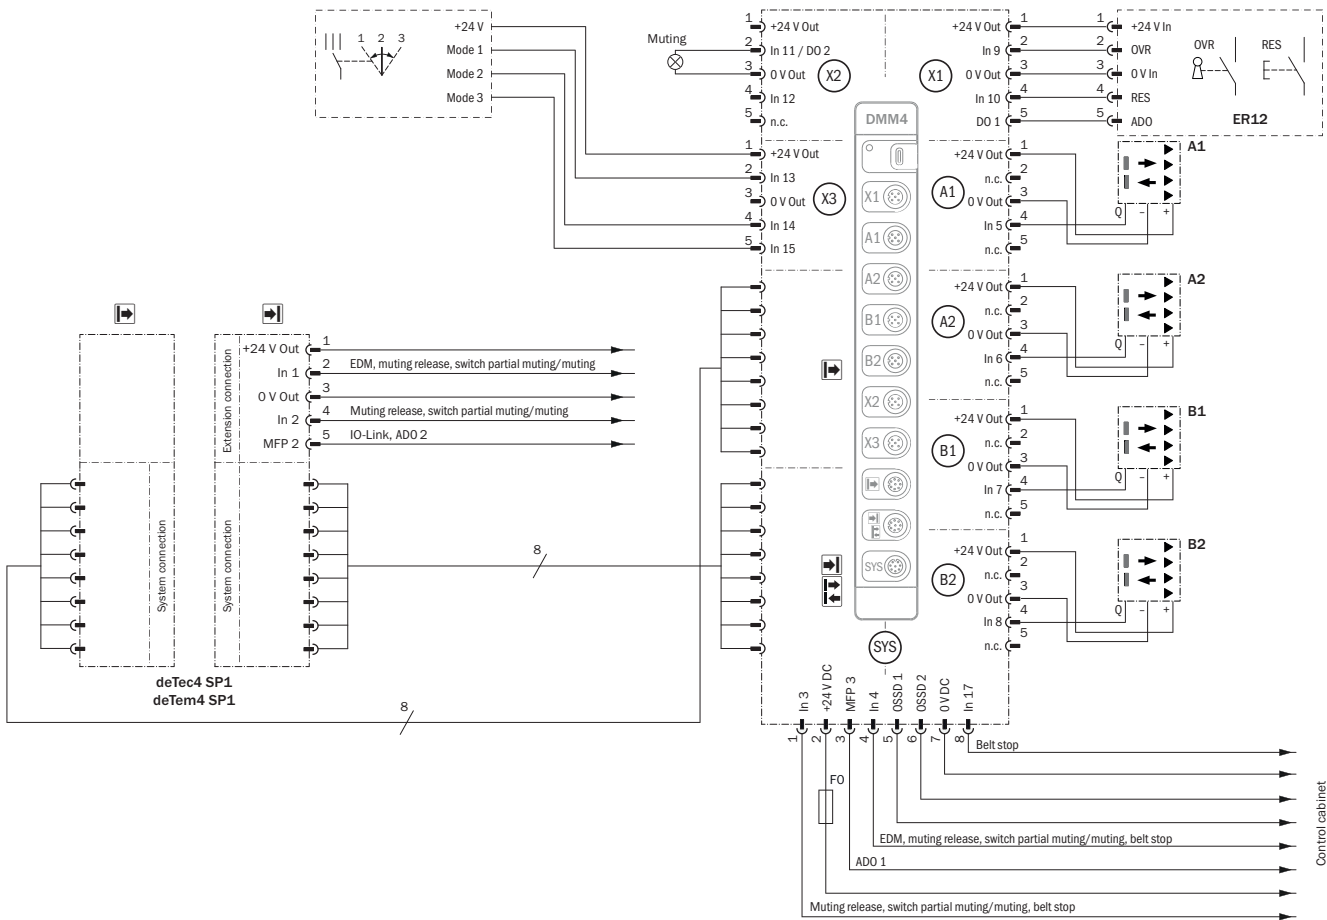 +24 V
Mode 1
Mode 2
Mode 3
1 2 3
Muting
1 +24 V Out
2 In 11 / DO 2
3 0 V Out
4 In 12
5 n.c.
X2
1 +24 V Out
2 In 13
3 0 V Out
4 In 14
5 In 15
X3
DMM4
X1
A1
A2
B1
B2
X2
X3
SYS
SYS
X1
+24 V Out 1
In 9 2
0 V Out 3
In 10 4
DO 1 5
1 +24 V In
2 OVR
3 0 V In
4 RES
5 ADO
OVR
RES
ER12
A1
+24 V Out 1
n.c. 2
0 V Out 3
In 5 4
n.c. 5
A1
Q – +
A2
+24 V Out 1
n.c. 2
0 V Out 3
In 6 4
n.c. 5
A2
Q – +
B1
+24 V Out 1
n.c. 2
0 V Out 3
In 7 4
n.c. 5
B1
Q – +
B2
+24 V Out 1
n.c. 2
0 V Out 3
In 8 4
n.c. 5
B2
Q – +
Extension connection
+24 V Out 1
In 1 2 EDM, muting release, switch partial muting/muting
0 V Out 3
In 2 4 Muting release, switch partial muting/muting
MFP 2 5 IO-Link, ADO 2
System connection
System connection
8
deTec4 SP1
deTem4 SP1
8
In 3
+24 V DC
MFP 3
In 4
OSSD 1
OSSD 2
0 V DC
In 17
1 2 3 4 5 6 7 8
Belt stop
F0
EDM, muting release, switch partial muting/muting, belt stop
ADO 1
Muting release, switch partial muting/muting, belt stop
Control cabinet